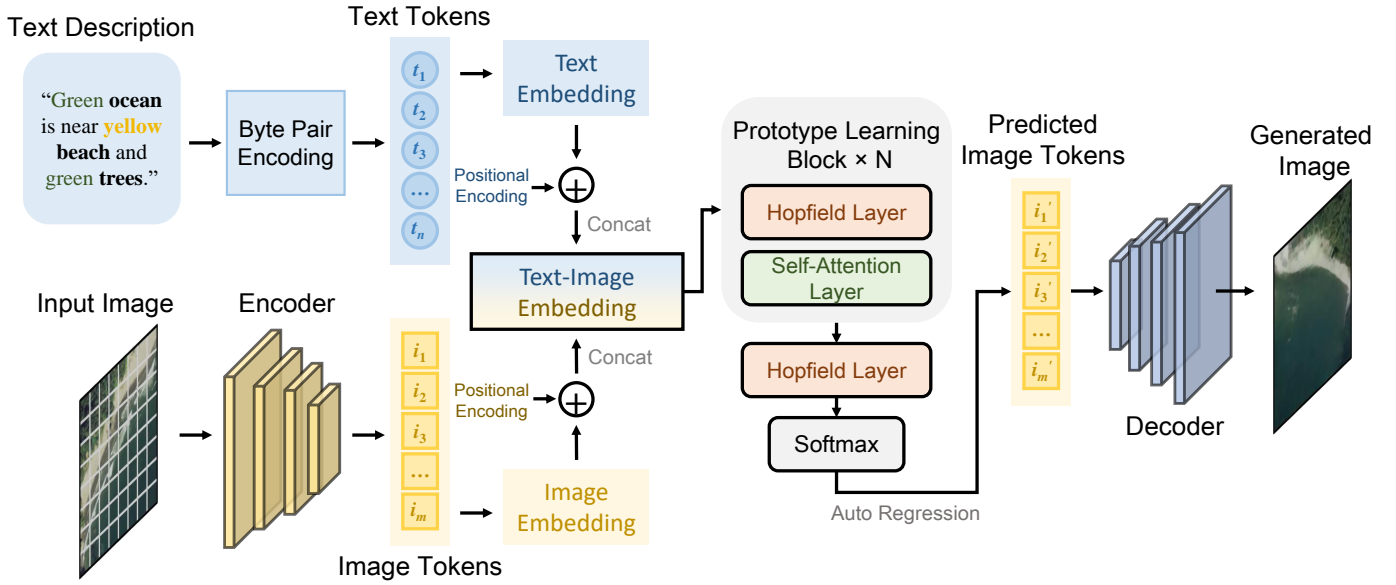 Text Description
“Green ocean
is near yellow
beach and
green trees.”
Byte Pair
Encoding
Text Tokens
t1
t2
t3
...
tn
Text
Embedding
Positional
Encoding
Concat
Text-Image
Embedding
Input Image
Encoder
i1
i2
i3
...
im
Image Tokens
Concat
Positional
Encoding
Image
Embedding
Prototype Learning
Block × N
Hopfield Layer
Self-Attention
Layer
Hopfield Layer
Softmax
Auto Regression
Predicted
Image Tokens
i1′
i2′
i3′
...
im′
Decoder
Generated
Image